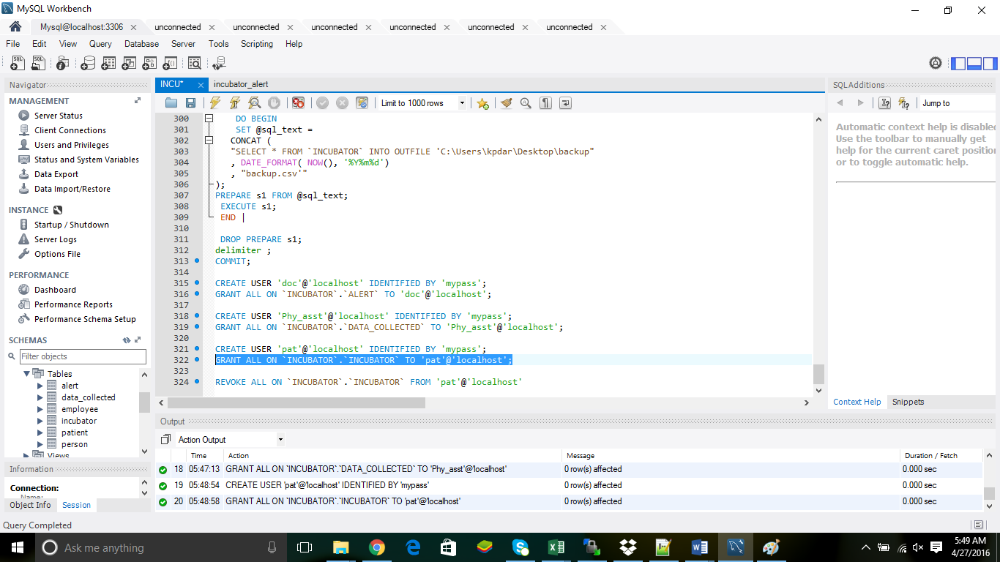 MySQL Workbench
Mysql@localhost:3306 unconnected unconnected unconnected unconnected unconnected unconnected
File Edit View Query Database Server Tools Scripting Help
Navigator
MANAGEMENT
Server Status
Client Connections
Users and Privileges
Status and System Variables
Data Export
Data Import/Restore
INSTANCE
Startup / Shutdown
Server Logs
Options File
PERFORMANCE
Dashboard
Performance Reports
Performance Schema Setup
SCHEMAS
Filter objects
Tables
alert
data_collected
employee
incubator
patient
person
Views
Information
Connection:
Name:
Object Info Session
INCU* incubator_alert
Limit to 1000 rows
300 DO BEGIN
301 SET @sql_text =
302 CONCAT (
303 "SELECT * FROM `INCUBATOR` INTO OUTFILE 'C:\Users\kpdar\Desktop\backup"
304 , DATE_FORMAT( NOW(), '%Y%m%d')
305 , "backup.csv'"
306 );
307 PREPARE s1 FROM @sql_text;
308 EXECUTE s1;
309 END |
310
311 DROP PREPARE s1;
312 delimiter ;
313 COMMIT;
314
315 CREATE USER 'doc'@'localhost' IDENTIFIED BY 'mypass';
316 GRANT ALL ON `INCUBATOR`.`ALERT` TO 'doc'@'localhost';
317
318 CREATE USER 'Phy_asst'@'localhost' IDENTIFIED BY 'mypass';
319 GRANT ALL ON `INCUBATOR`.`DATA_COLLECTED` TO 'Phy_asst'@'localhost';
320
321 CREATE USER 'pat'@'localhost' IDENTIFIED BY 'mypass';
322 GRANT ALL ON `INCUBATOR`.`INCUBATOR` TO 'pat'@'localhost';
323
324 REVOKE ALL ON `INCUBATOR`.`INCUBATOR` FROM 'pat'@'localhost'
SQLAdditions
Jump to
Automatic context help is disabled
Use the toolbar to manually get
help for the current caret position
or to toggle automatic help.
Context Help Snippets
Output
Action Output
Time Action Message Duration / Fetch
18 05:47:13 GRANT ALL ON `INCUBATOR`.`DATA_COLLECTED` TO 'Phy_asst'@'localhost' 0 row(s) affected 0.000 sec
19 05:48:54 CREATE USER 'pat'@'localhost' IDENTIFIED BY 'mypass' 0 row(s) affected 0.000 sec
20 05:48:58 GRANT ALL ON `INCUBATOR`.`INCUBATOR` TO 'pat'@'localhost' 0 row(s) affected 0.000 sec
Query Completed
Ask me anything
5:49 AM
4/27/2016